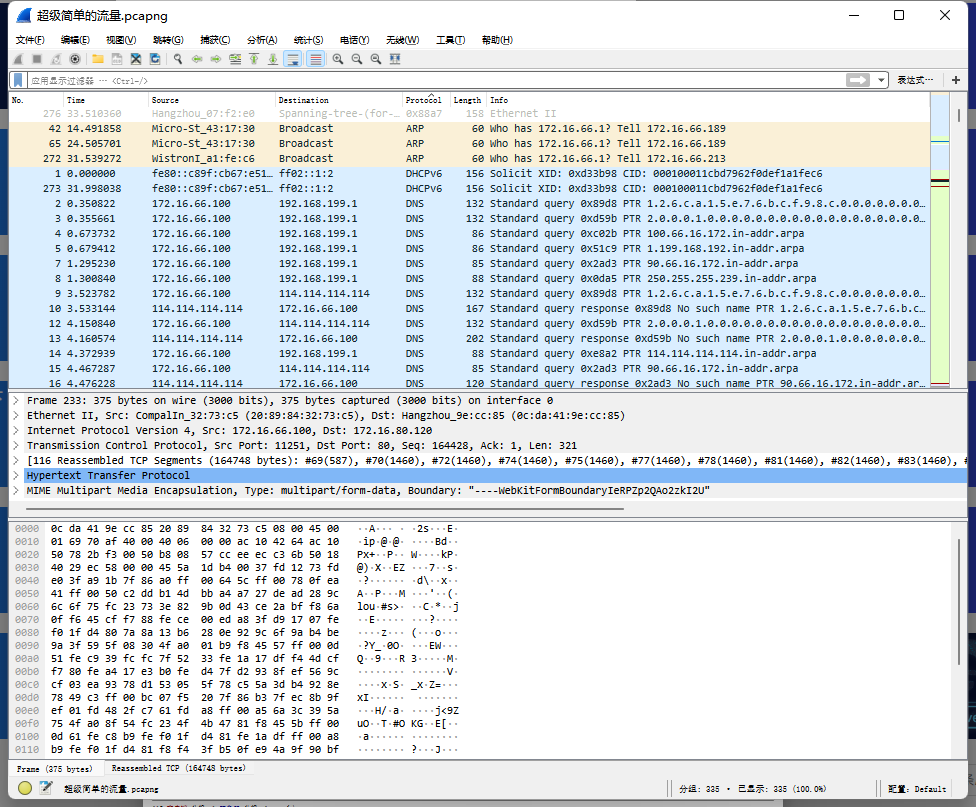 超级简单的流量.pcapng
文件(F) 编辑(E) 视图(V) 跳转(G) 捕获(C) 分析(A) 统计(S) 电话(Y) 无线(W) 工具(T) 帮助(H)
应用显示过滤器 … <Ctrl-/> 表达式… +
No. Time Source Destination Protocol Length Info
276 33.510360 Hangzhou_07:f2:e0 Spanning-tree-(for-… 0x88a7 158 Ethernet II
42 14.491858 Micro-St_43:17:30 Broadcast ARP 60 Who has 172.16.66.1? Tell 172.16.66.189
65 24.505701 Micro-St_43:17:30 Broadcast ARP 60 Who has 172.16.66.1? Tell 172.16.66.189
272 31.539272 WistronI_a1:fe:c6 Broadcast ARP 60 Who has 172.16.66.1? Tell 172.16.66.213
1 0.000000 fe80::c89f:cb67:e51… ff02::1:2 DHCPv6 156 Solicit XID: 0xd33b98 CID: 000100011cbd7962f0def1a1fec6
273 31.998038 fe80::c89f:cb67:e51… ff02::1:2 DHCPv6 156 Solicit XID: 0xd33b98 CID: 000100011cbd7962f0def1a1fec6
2 0.350822 172.16.66.100 192.168.199.1 DNS 132 Standard query 0x89d8 PTR 1.2.6.c.a.1.5.e.7.6.b.c.f.9.8.c.0.0.0.0.0.0.0…
3 0.355661 172.16.66.100 192.168.199.1 DNS 132 Standard query 0xd59b PTR 2.0.0.0.1.0.0.0.0.0.0.0.0.0.0.0.0.0.0.0.0.0.0…
4 0.673732 172.16.66.100 192.168.199.1 DNS 86 Standard query 0xc02b PTR 100.66.16.172.in-addr.arpa
5 0.679412 172.16.66.100 192.168.199.1 DNS 86 Standard query 0x51c9 PTR 1.199.168.192.in-addr.arpa
7 1.295230 172.16.66.100 192.168.199.1 DNS 85 Standard query 0x2ad3 PTR 90.66.16.172.in-addr.arpa
8 1.300840 172.16.66.100 192.168.199.1 DNS 88 Standard query 0x0da5 PTR 250.255.255.239.in-addr.arpa
9 3.523782 172.16.66.100 114.114.114.114 DNS 132 Standard query 0x89d8 PTR 1.2.6.c.a.1.5.e.7.6.b.c.f.9.8.c.0.0.0.0.0.0.0…
10 3.533144 114.114.114.114 172.16.66.100 DNS 167 Standard query response 0x89d8 No such name PTR 1.2.6.c.a.1.5.e.7.6.b.c…
12 4.150840 172.16.66.100 114.114.114.114 DNS 132 Standard query 0xd59b PTR 2.0.0.0.1.0.0.0.0.0.0.0.0.0.0.0.0.0.0.0.0.0.0…
13 4.160574 114.114.114.114 172.16.66.100 DNS 202 Standard query response 0xd59b No such name PTR 2.0.0.0.1.0.0.0.0.0.0.0…
14 4.372939 172.16.66.100 192.168.199.1 DNS 88 Standard query 0xe8a2 PTR 114.114.114.114.in-addr.arpa
15 4.467287 172.16.66.100 114.114.114.114 DNS 85 Standard query 0x2ad3 PTR 90.66.16.172.in-addr.arpa
16 4.476228 114.114.114.114 172.16.66.100 DNS 120 Standard query response 0x2ad3 No such name PTR 90.66.16.172.in-addr.ar…
Frame 233: 375 bytes on wire (3000 bits), 375 bytes captured (3000 bits) on interface 0
Ethernet II, Src: CompalIn_32:73:c5 (20:89:84:32:73:c5), Dst: Hangzhou_9e:cc:85 (0c:da:41:9e:cc:85)
Internet Protocol Version 4, Src: 172.16.66.100, Dst: 172.16.80.120
Transmission Control Protocol, Src Port: 11251, Dst Port: 80, Seq: 164428, Ack: 1, Len: 321
[116 Reassembled TCP Segments (164748 bytes): #69(587), #70(1460), #72(1460), #74(1460), #75(1460), #77(1460), #78(1460), #81(1460), #82(1460), #83(1460),
Hypertext Transfer Protocol
MIME Multipart Media Encapsulation, Type: multipart/form-data, Boundary: "----WebKitFormBoundaryIeRPZp2QAo2zkI2U"
0000 0c da 41 9e cc 85 20 89 84 32 73 c5 08 00 45 00 ··A··· · ·2s···E·
0010 01 69 70 af 40 00 40 06 00 00 ac 10 42 64 ac 10 ·ip·@·@· ····Bd··
0020 50 78 2b f3 00 50 b8 08 57 cc ee ec c3 6b 50 18 Px+··P·· W····kP·
0030 40 29 ec 58 00 00 45 5a 1d b4 00 37 fd 12 73 fd @)·X··EZ ···7··s·
0040 e0 3f a9 1b 7f 86 a0 ff 00 64 5c ff 00 78 0f ea ·?······ ·d\··x··
0050 41 ff 00 50 c2 dd b1 4d bb a4 a7 27 de ad 28 9c A··P···M ···'··(·
0060 6c 6f 75 fc 23 73 3e 82 9b 0d 43 ce 2a bf f8 6a lou·#s>· ··C·*··j
0070 0f f6 45 cf f7 88 fe ce 00 ed a8 3f d9 17 07 fe ··E····· ···?····
0080 f0 1f d4 80 7a 8a 13 b6 28 0e 92 9c 6f 9a b4 be ····z··· (···o···
0090 9a 3f 59 5f 08 30 4f a0 01 b9 f8 45 57 ff 00 0d ·?Y_·0O· ···EW···
00a0 51 fe c9 39 fc fc 7f 52 33 fe 1a 17 df f4 4d cf Q··9···R 3·····M·
00b0 f7 80 fe a4 17 e3 b0 fe d4 7f d2 93 8f ef 56 9c ········ ······V·
00c0 cf 03 ea 93 78 d1 53 05 5f 78 c5 5a 3d b4 92 8e ····x·S· _x·Z=···
00d0 78 49 c3 ff 00 bc 07 f5 20 7f 86 b3 7f ec 8b 9f xI······ ·······
00e0 ef 01 fd 48 2f c7 61 fd a8 ff 00 a5 6a 3c 39 5a ···H/·a· ····j<9Z
00f0 75 4f a0 8f 54 fc 23 4f 4b 47 81 f8 45 5b ff 00 uO··T·#O KG··E[··
0100 0d 61 fe c8 b9 fe f0 1f d4 81 fe 1a df ff 00 a8 ·a······ ········
0110 b9 fe f0 1f d4 81 f8 f4 3f b5 0f e9 4a 9f 90 bf ········ ?···J···
Frame (375 bytes) Reassembled TCP (164748 bytes)
超级简单的流量.pcapng 分组: 335 · 已显示: 335 (100.0%) 配置: Default